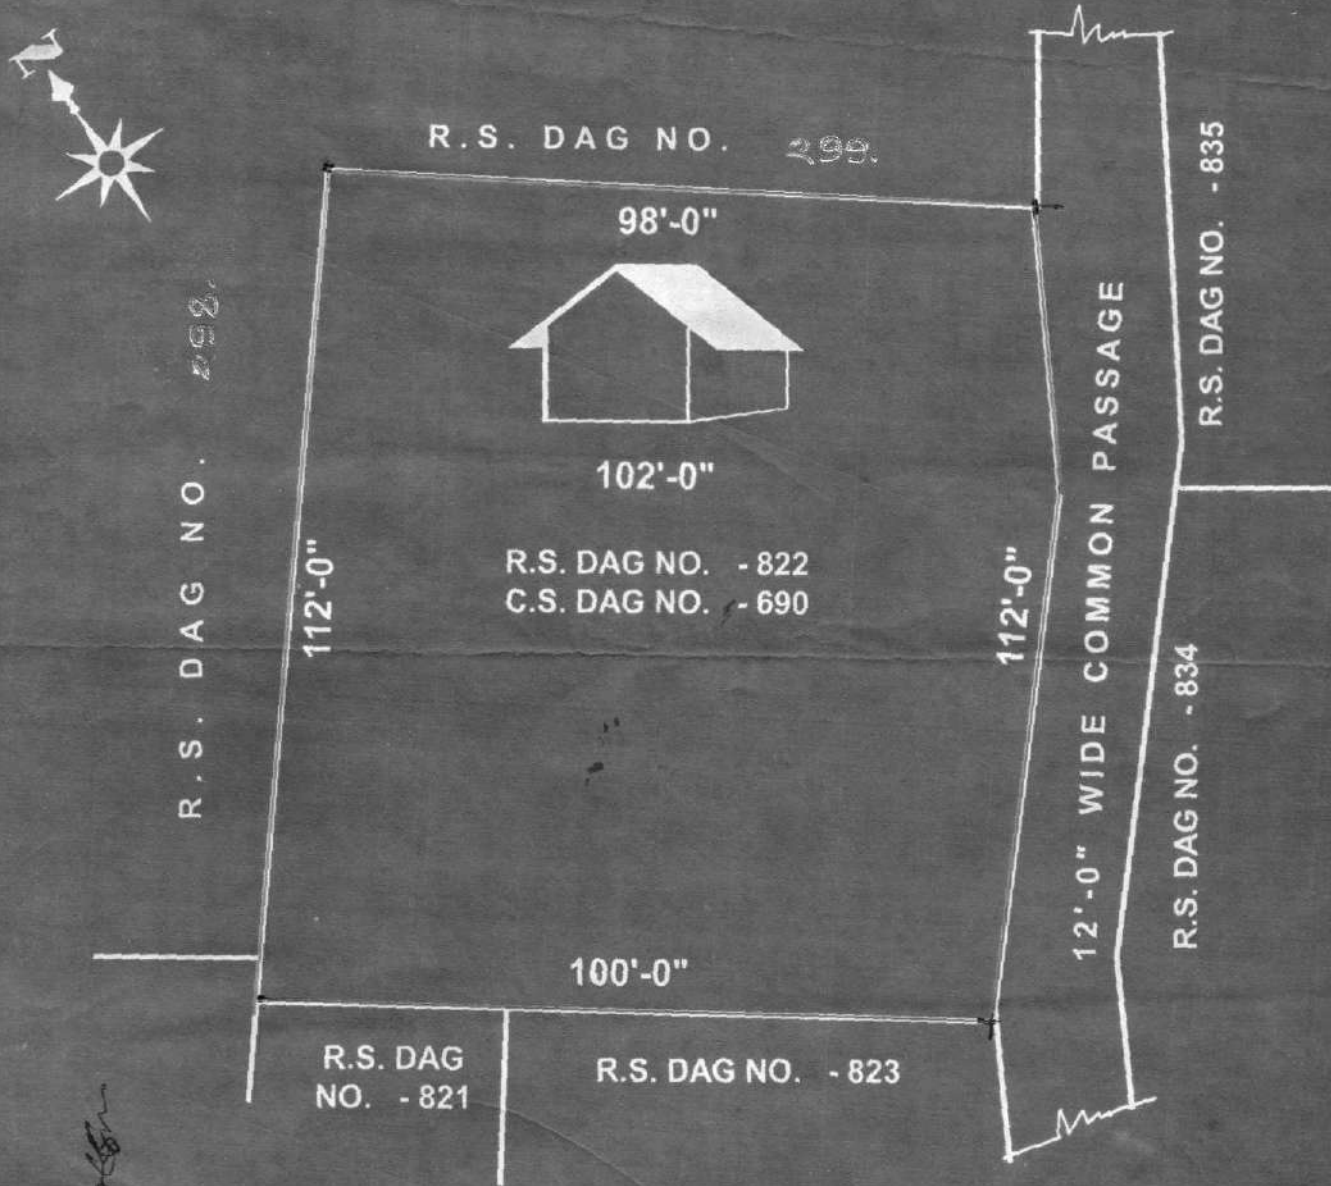 N
R.S. DAG NO. 299.
98'-0"
R.S. DAG NO. - 835
R.S. DAG NO. 298.
102'-0"
R.S. DAG NO. - 822
C.S. DAG NO. - 690
112'-0"
112'-0"
12'-0" WIDE COMMON PASSAGE
R.S. DAG NO. - 834
100'-0"
R.S. DAG
NO. - 821
R.S. DAG NO. - 823